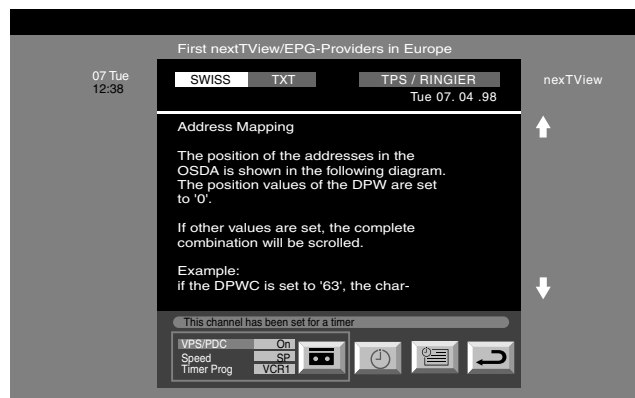 First nextTView/EPG-Providers in Europe
07 Tue
12:38
SWISS TXT TPS / RINGIER
nexTView
Tue 07. 04 .98
Address Mapping
The position of the addresses in the
OSDA is shown in the following diagram.
The position values of the DPW are set
to '0'.
If other values are set, the complete
combination will be scrolled.
Example:
if the DPWC is set to '63', the char-
This channel has been set for a timer
VPS/PDC On
Speed SP
Timer Prog VCR1